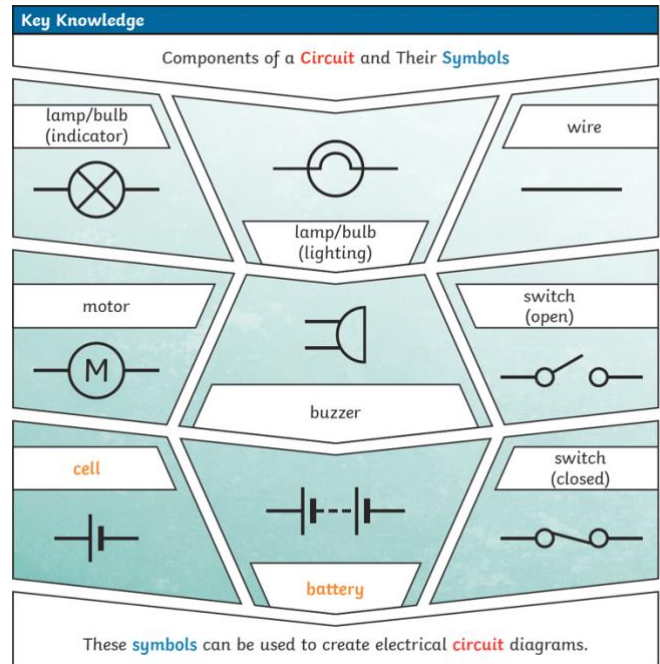 Key Knowledge
Components of a Circuit and Their Symbols
lamp/bulb
(indicator)
lamp/bulb
(lighting)
wire
motor
M
buzzer
switch
(open)
cell
battery
switch
(closed)
These symbols can be used to create electrical circuit diagrams.